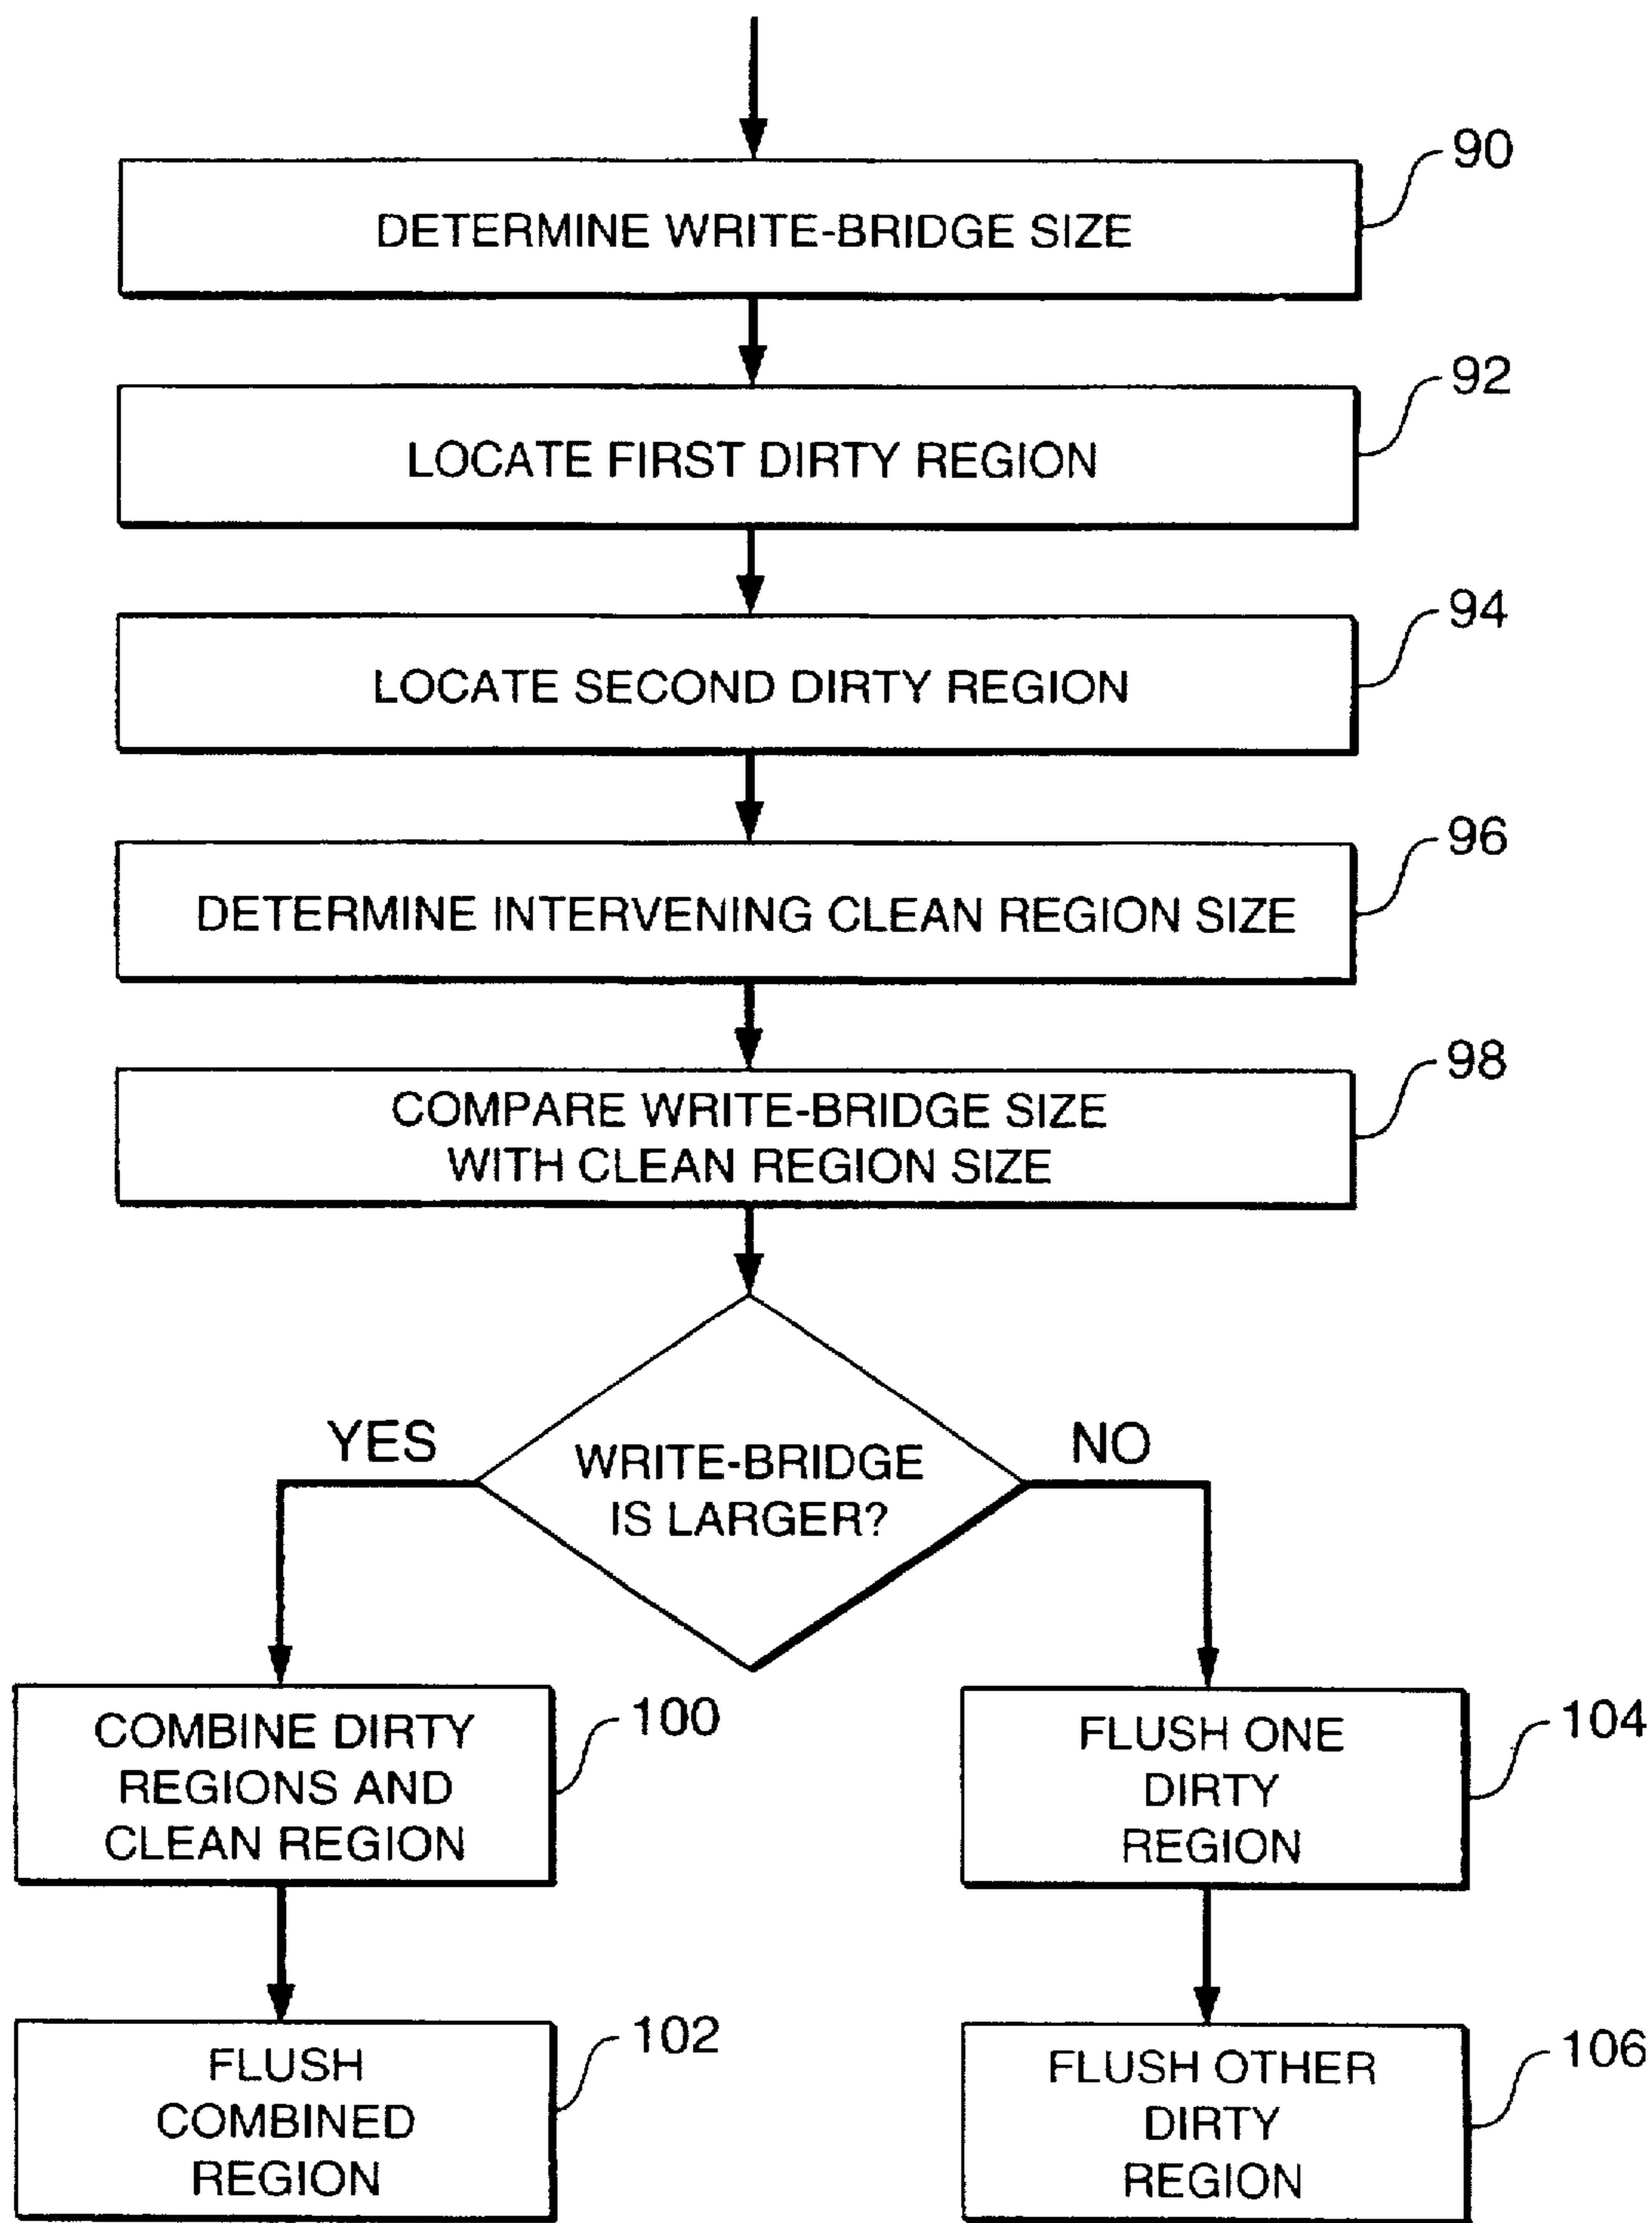 90
DETERMINE WRITE-BRIDGE SIZE
92
LOCATE FIRST DIRTY REGION
94
LOCATE SECOND DIRTY REGION
96
DETERMINE INTERVENING CLEAN REGION SIZE
98
COMPARE WRITE-BRIDGE SIZE
WITH CLEAN REGION SIZE
YES
NO
WRITE-BRIDGE
IS LARGER?
100
COMBINE DIRTY
REGIONS AND
CLEAN REGION
104
FLUSH ONE
DIRTY
REGION
102
FLUSH
COMBINED
REGION
106
FLUSH OTHER
DIRTY
REGION